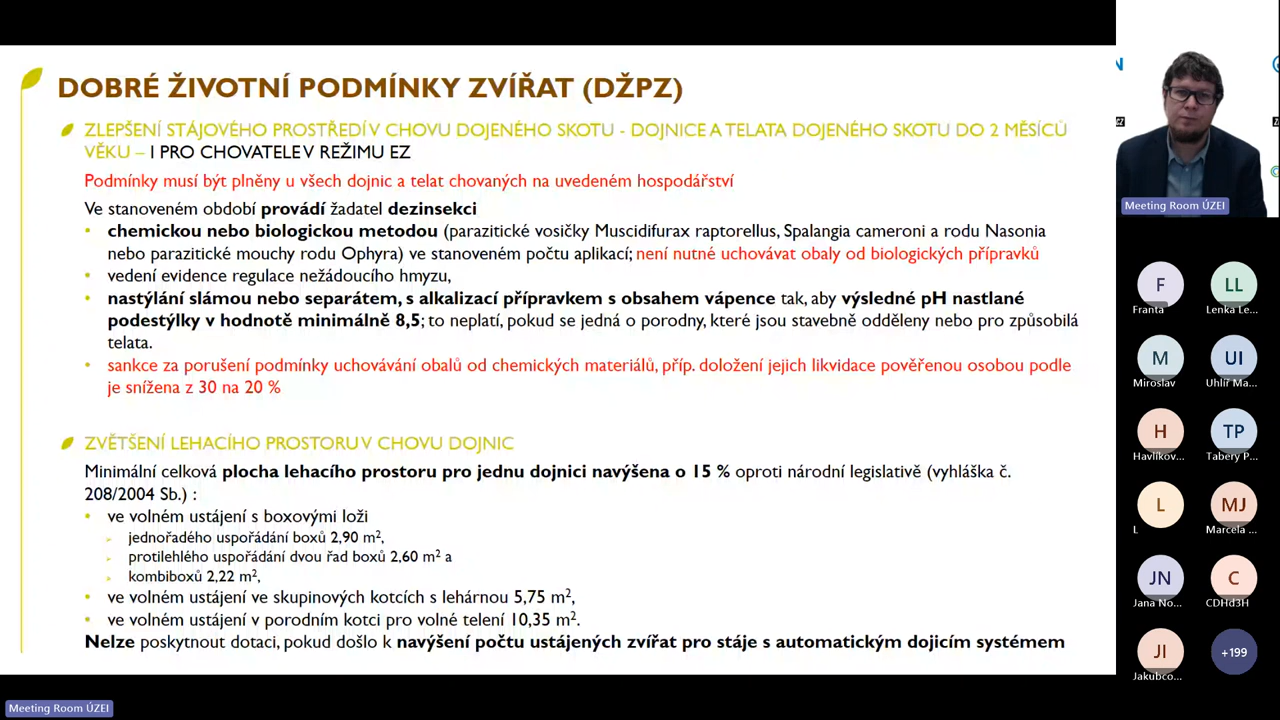 DOBRÉ ŽIVOTNÍ PODMÍNKY ZVÍŘAT (DŽPZ)
ZLEPŠENÍ STÁJOVÉHO PROSTŘEDÍ V CHOVU DOJENÉHO SKOTU - DOJNICE A TELATA DOJENÉHO SKOTU DO 2 MĚSÍCŮ
VĚKU – I PRO CHOVATELE V REŽIMU EZ
Podmínky musí být plněny u všech dojnic a telat chovaných na uvedeném hospodářství
Ve stanoveném období provádí žadatel dezinsekci
• chemickou nebo biologickou metodou (parazitické vosičky Muscidifurax raptorellus, Spalangia cameroni a rodu Nasonia
nebo parazitické mouchy rodu Ophyra) ve stanoveném počtu aplikací; není nutné uchovávat obaly od biologických přípravků
• vedení evidence regulace nežádoucího hmyzu,
• nastýlání slámou nebo separátem, s alkalizací přípravkem s obsahem vápence tak, aby výsledné pH nastlané
podestýlky v hodnotě minimálně 8,5; to neplatí, pokud se jedná o porodny, které jsou stavebně odděleny nebo pro způsobilá
telata.
• sankce za porušení podmínky uchovávání obalů od chemických materiálů, příp. doložení jejich likvidace pověřenou osobou podle
je snížena z 30 na 20 %
ZVĚTŠENÍ LEHACÍHO PROSTORU V CHOVU DOJNIC
Minimální celková plocha lehacího prostoru pro jednu dojnici navýšena o 15 % oproti národní legislativě (vyhláška č.
208/2004 Sb.) :
• ve volném ustájení s boxovými loži
jednořadého uspořádání boxů 2,90 m²,
protilehlého uspořádání dvou řad boxů 2,60 m² a
kombiboxů 2,22 m²,
• ve volném ustájení ve skupinových kotcích s lehárnou 5,75 m²,
• ve volném ustájení v porodním kotci pro volné telení 10,35 m².
Nelze poskytnout dotaci, pokud došlo k navýšení počtu ustájených zvířat pro stáje s automatickým dojicím systémem
Meeting Room ÚZEI
Meeting Room ÚZEI
F
LL
Franta
Lenka Le...
M
UI
Miroslav
Uhlíř Ma...
H
TP
Havlíkov...
Tabery P...
L
MJ
L
Marcela ...
JN
C
Jana No...
CDHd3H
JI
+199
Jakubco...